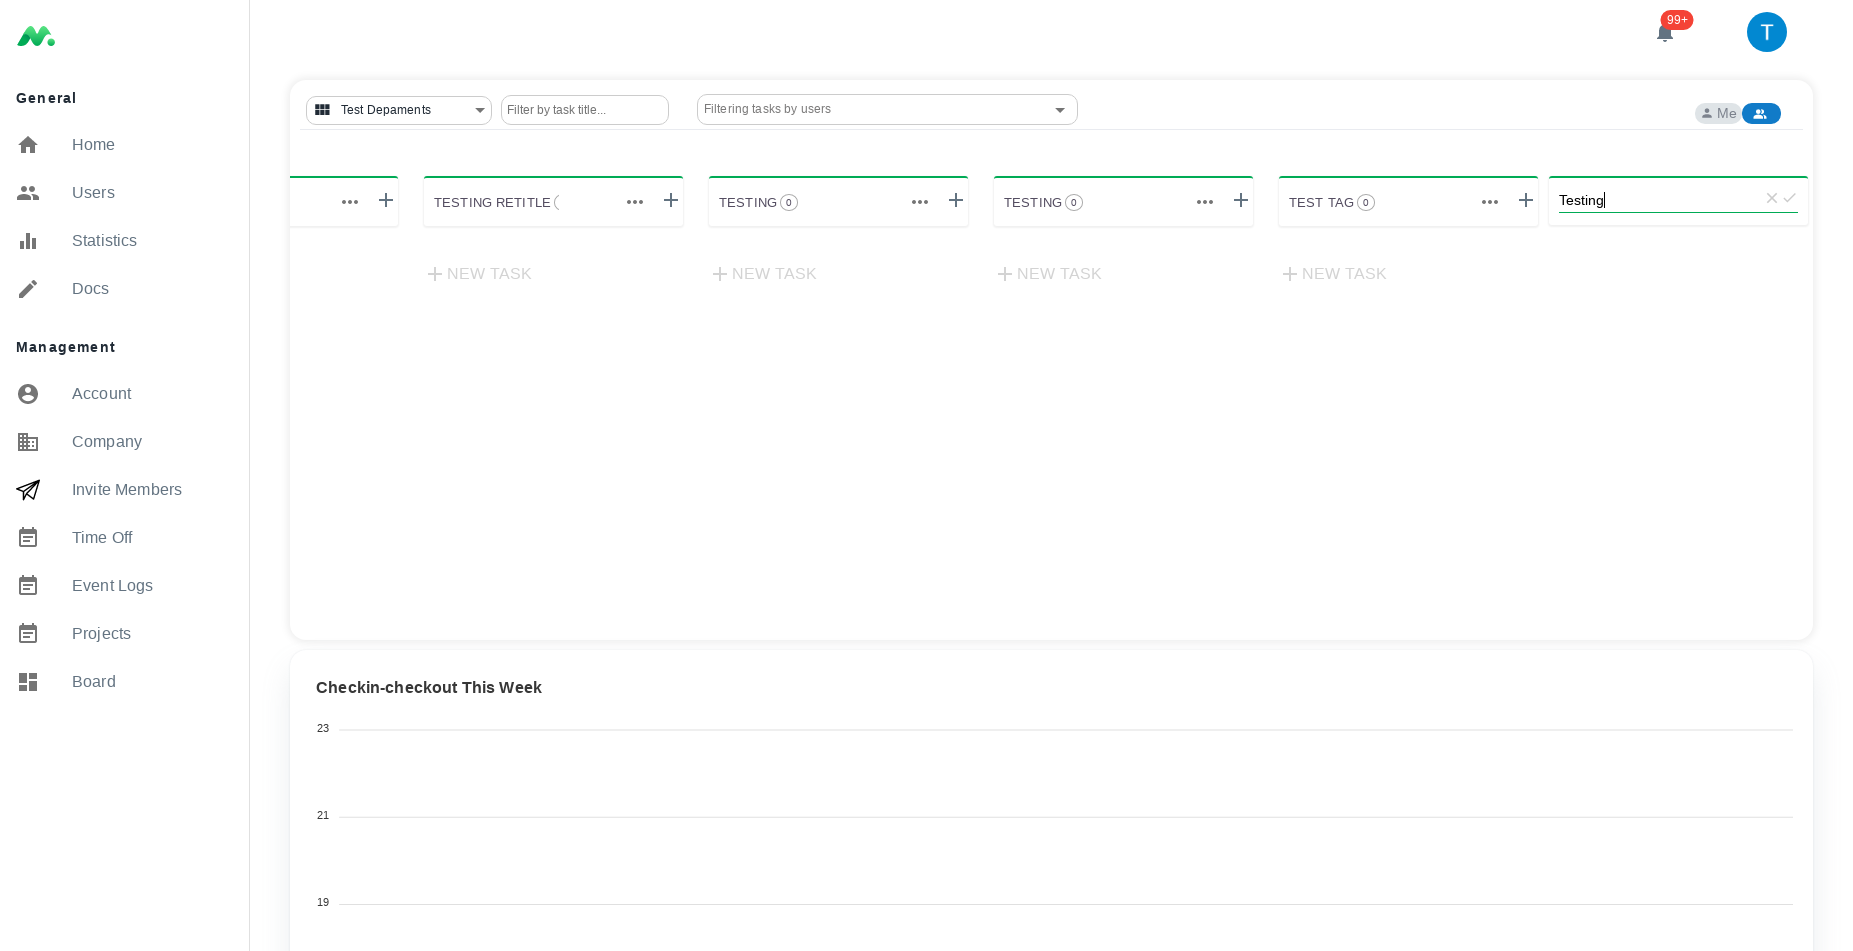 99+
T
General
Home
Users
Statistics
Docs
Management
Account
Company
Invite Members
Time Off
Event Logs
Projects
Board
Test Depaments
Filter by task title...
Filtering tasks by users
Me
TESTING RETITLE
TESTING 0
TESTING 0
TEST TAG 0
Testing
NEW TASK
NEW TASK
NEW TASK
NEW TASK
Checkin-checkout This Week
23
21
19